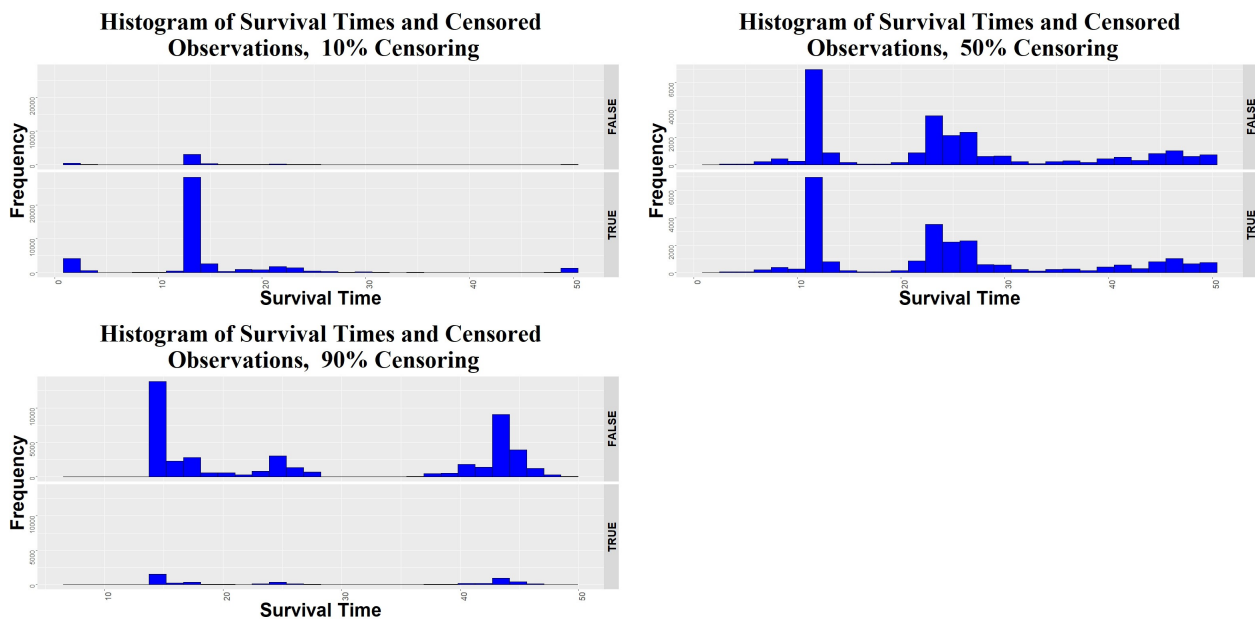 Histogram of Survival Times and Censored
Observations, 10% Censoring
Frequency
20000
10000
0
FALSE
20000
10000
0
TRUE
0
10
20
30
40
50
Survival Time
Histogram of Survival Times and Censored
Observations, 50% Censoring
Frequency
6000
4000
2000
0
FALSE
6000
4000
2000
0
TRUE
0
10
20
30
40
50
Survival Time
Histogram of Survival Times and Censored
Observations, 90% Censoring
Frequency
10000
5000
0
FALSE
10000
5000
0
TRUE
10
20
30
40
50
Survival Time